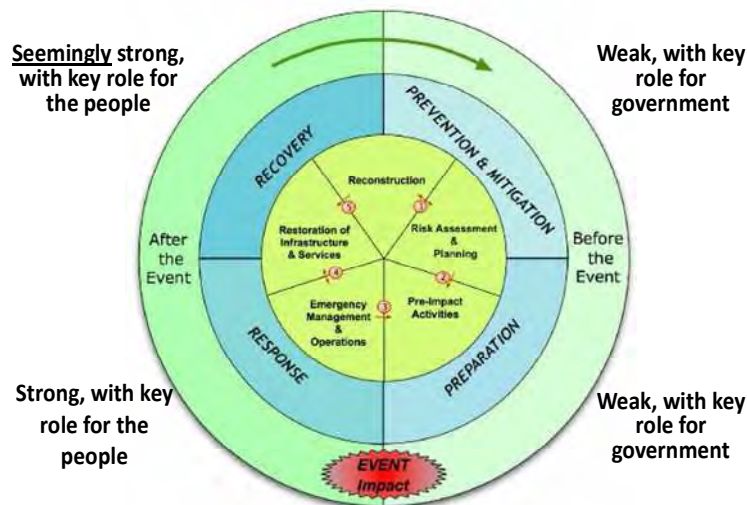 Seemingly strong,
with key role for
the people
Weak, with key
role for
government
RECOVERY
PREVENTION & MITIGATION
Reconstruction
5
1
Restoration of
Infrastructure
& Services
Risk Assessment
&
Planning
After
the
Event
Before
the
Event
4
2
Emergency
Management
&
Operations
3
Pre-Impact
Activities
RESPONSE
PREPARATION
Strong, with key
role for the
people
Weak, with key
role for
government
EVENT
Impact